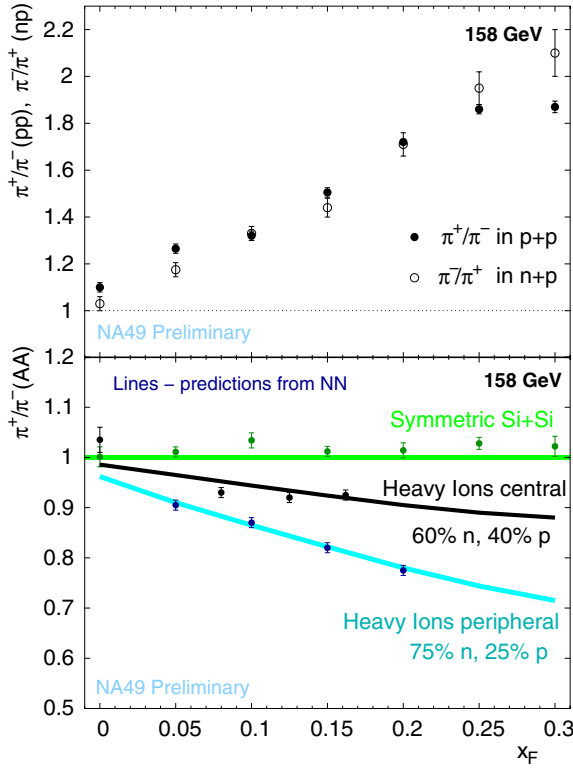 π⁺/π⁻ (pp), π⁻/π⁺ (np)
158 GeV
2.2
2
1.8
1.6
1.4
1.2
1
π⁺/π⁻ in p+p
π⁻/π⁺ in n+p
NA49 Preliminary
π⁺/π⁻(AA)
1.2
1.1
1
0.9
0.8
0.7
0.6
0.5
Lines – predictions from NN
158 GeV
Symmetric Si+Si
Heavy Ions central
60% n, 40% p
Heavy Ions peripheral
75% n, 25% p
NA49 Preliminary
0 0.05 0.1 0.15 0.2 0.25 0.3
x_F